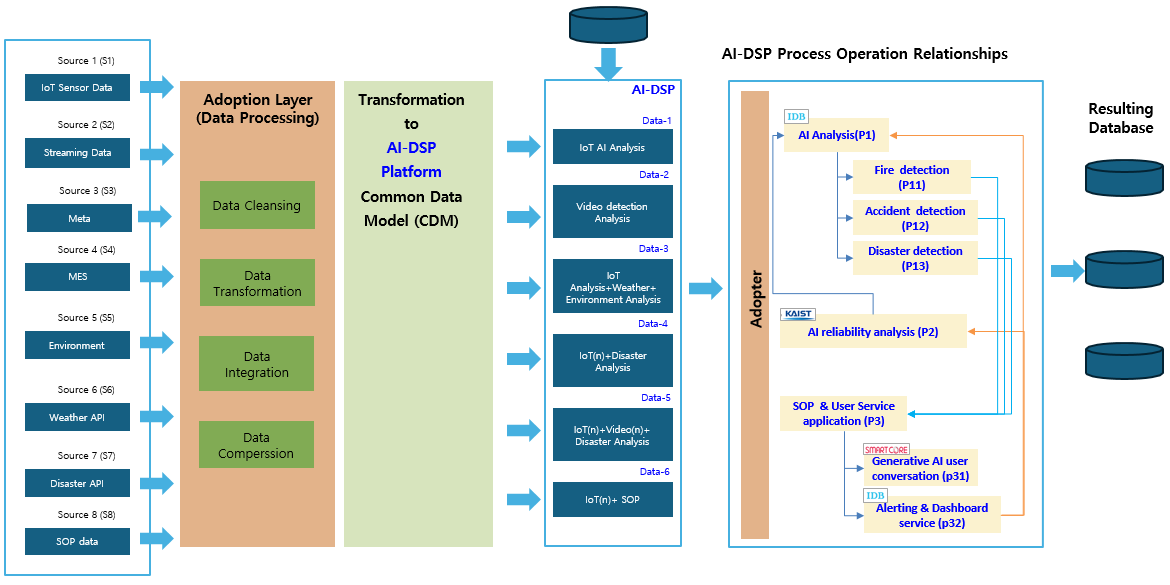 Source 1 (S1)
IoT Sensor Data
Source 2 (S2)
Streaming Data
Source 3 (S3)
Meta
Source 4 (S4)
MES
Source 5 (S5)
Environment
Source 6 (S6)
Weather API
Source 7 (S7)
Disaster API
Source 8 (S8)
SOP data
Adoption Layer
(Data Processing)
Data Cleansing
Data
Transformation
Data
Integration
Data
Comperssion
Transformation
to
AI-DSP
Platform
Common Data
Model (CDM)
AI-DSP
Data-1
IoT AI Analysis
Data-2
Video detection
Analysis
Data-3
IoT
Analysis+Weather+
Environment Analysis
Data-4
IoT(n)+Disaster
Analysis
Data-5
IoT(n)+Video(n)+
Disaster Analysis
Data-6
IoT(n)+ SOP
AI-DSP Process Operation Relationships
Adopter
IDB
AI Analysis(P1)
Fire detection
(P11)
Accident detection
(P12)
Disaster detection
(P13)
KAIST
AI reliability analysis (P2)
SOP & User Service
application (P3)
SMARTCORE
Generative AI user
conversation (p31)
IDB
Alerting & Dashboard
service (p32)
Resulting
Database